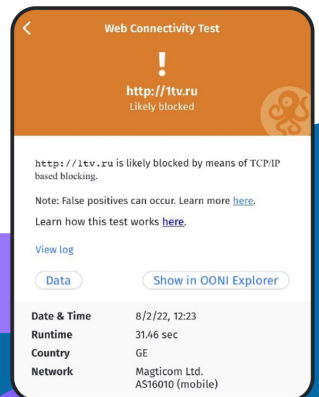 Web Connectivity Test
!
http://1tv.ru
Likely blocked
http://1tv.ru is likely blocked by means of TCP/IP
based blocking.
Note: False positives can occur. Learn more here.
Learn how this test works here.
View log
Data
Show in OONI Explorer
Date & Time 8/2/22, 12:23
Runtime 31.46 sec
Country GE
Network Magticom Ltd.
AS16010 (mobile)